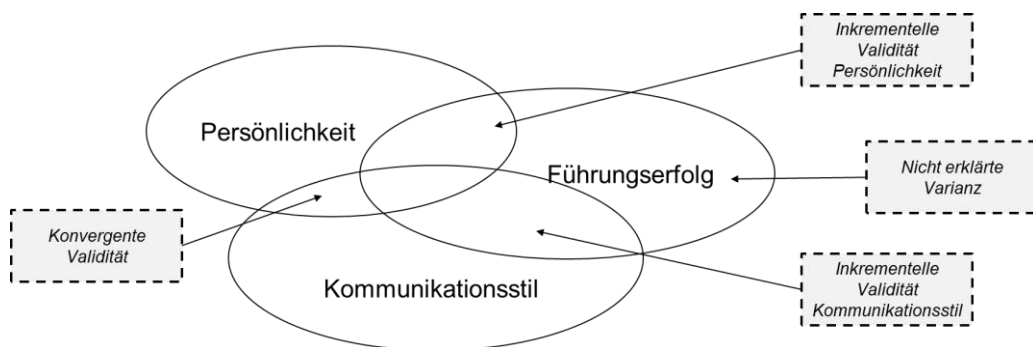 Inkrementelle
Validität
Persönlichkeit
Persönlichkeit
Führungserfolg
Nicht erklärte
Varianz
Konvergente
Validität
Kommunikationsstil
Inkrementelle
Validität
Kommunikationsstil